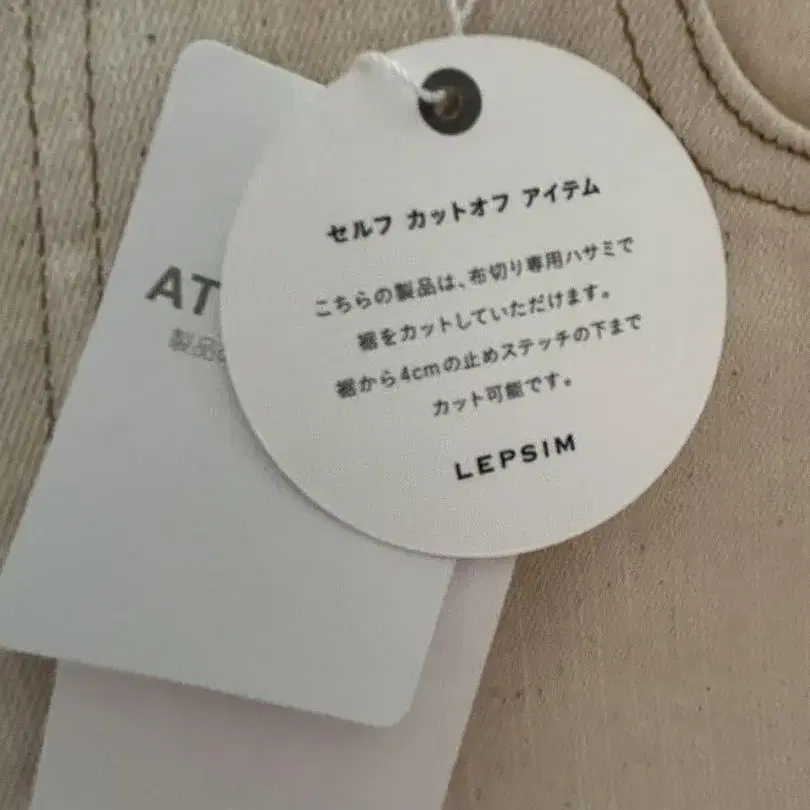 セルフ カットオフ アイテム
こちらの製品は、布切り専用ハサミで
裾をカットしていただけます。
裾から4cmの止めステッチの下まで
カット可能です。
LEPSIM
AT
製品